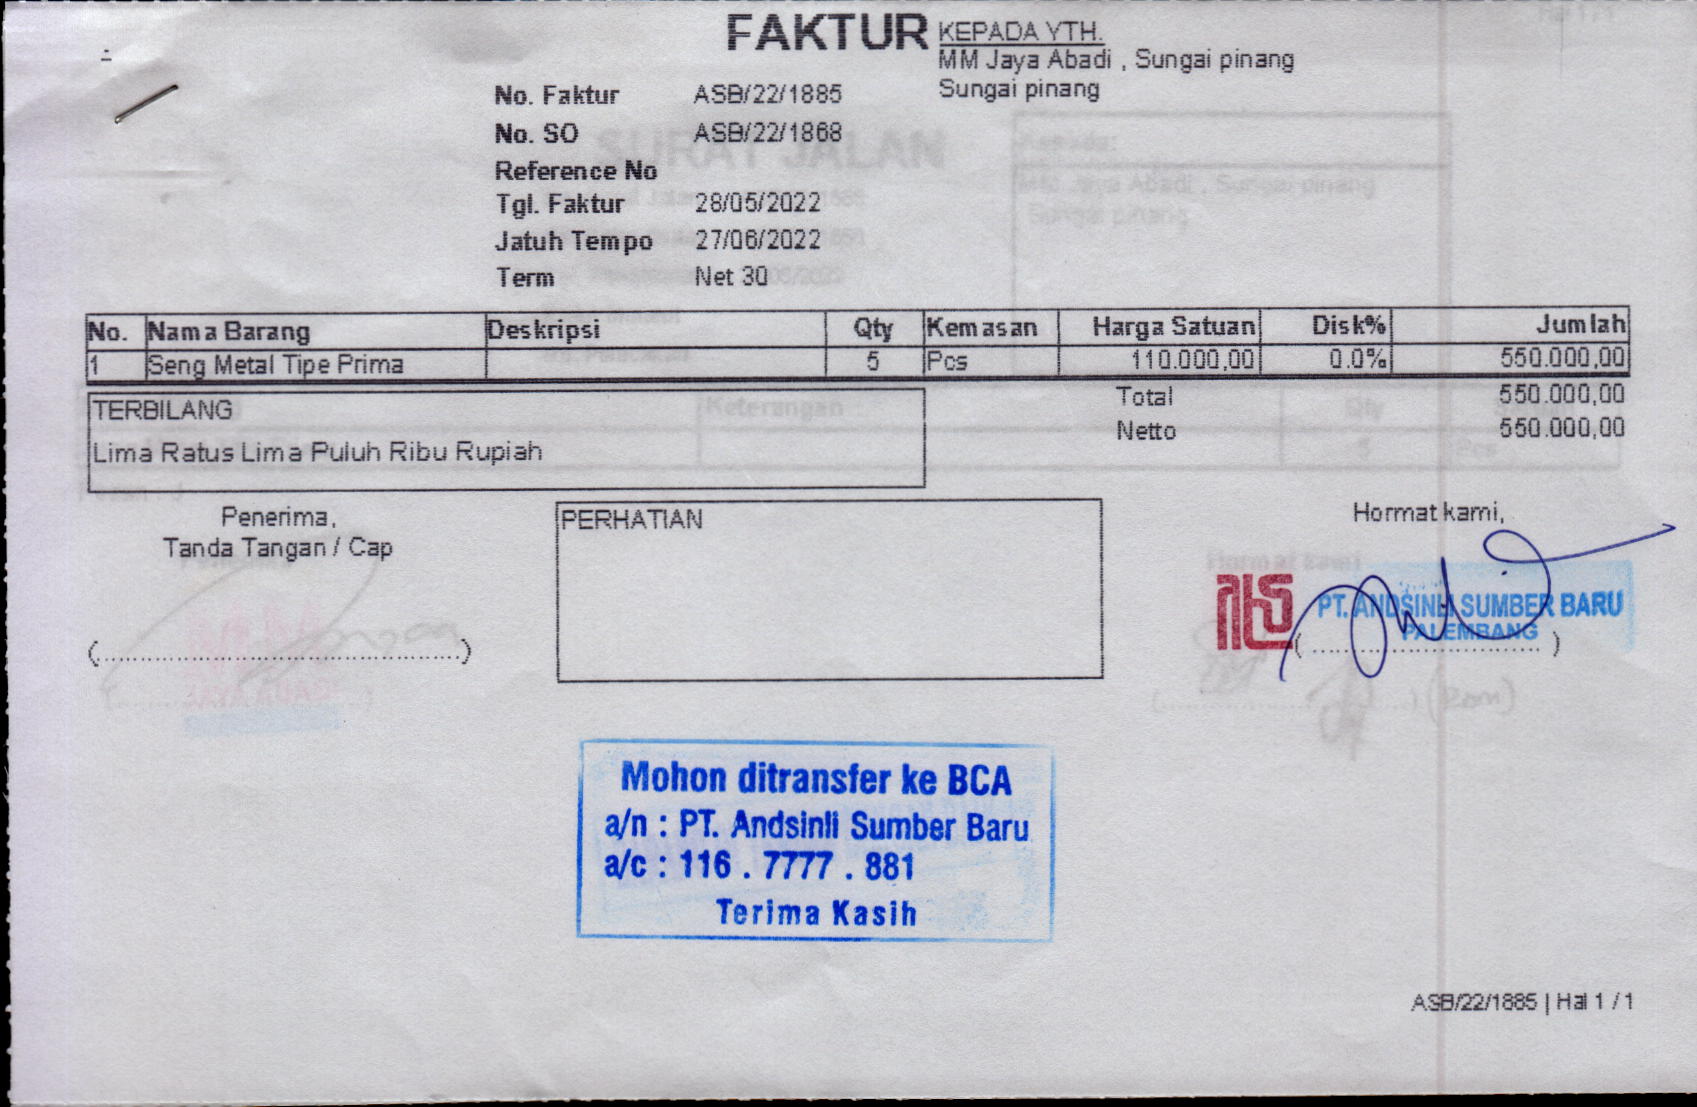 FAKTUR
KEPADA YTH.
MM Jaya Abadi , Sungai pinang
Sungai pinang
No. Faktur ASB/22/1885
No. SO ASB/22/1868
Reference No
Tgl. Faktur 28/05/2022
Jatuh Tempo 27/06/2022
Term Net 30
SURAT JALAN
No. Nama Barang Deskripsi Qty Kemasan Harga Satuan Disk% Jumlah
1 Seng Metal Tipe Prima 5 Pcs 110.000,00 0.0% 550.000,00
Total 550.000,00
Netto 550.000,00
TERBILANG
Lima Ratus Lima Puluh Ribu Rupiah
Keterangan
Penerima,
Tanda Tangan / Cap
(........................................)
PERHATIAN
Hormat kami,
PT. ANDSINLI SUMBER BARU
PALEMBANG
(........................................)
Mohon ditransfer ke BCA
a/n : PT. Andsinli Sumber Baru
a/c : 116 . 7777 . 881
Terima Kasih
ASB/22/1885 | Hal 1 / 1